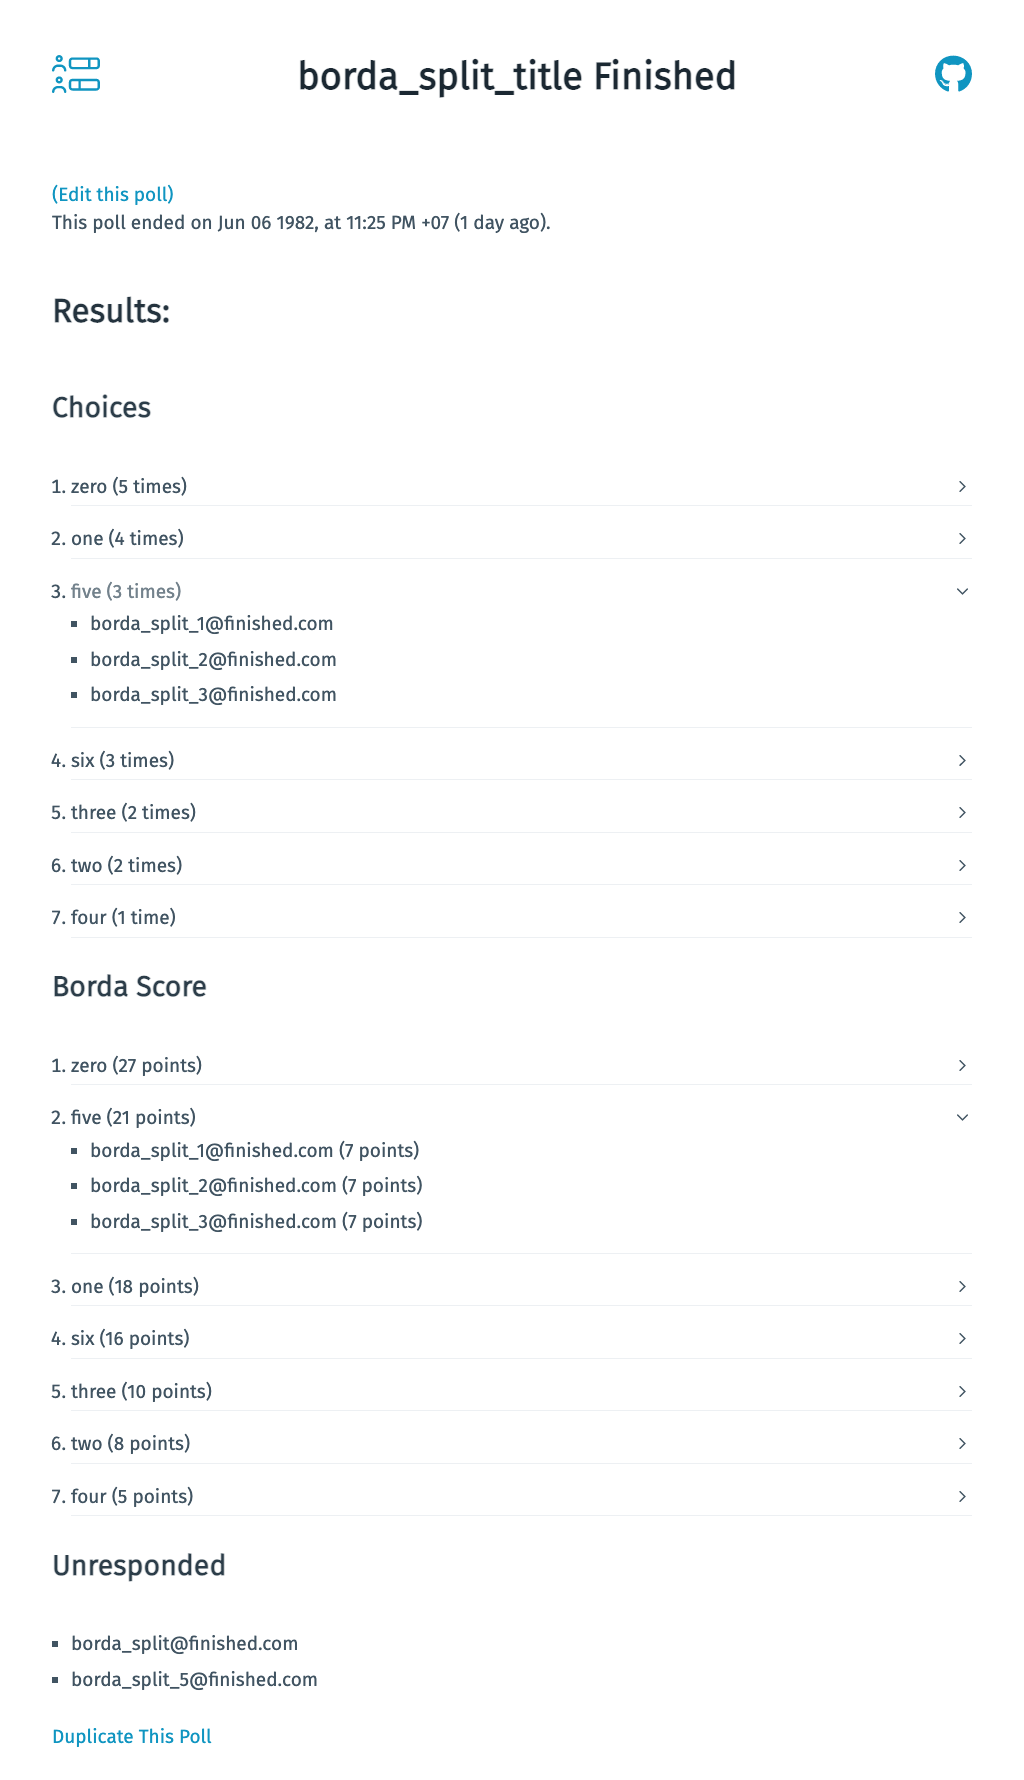 borda_split_title Finished
(Edit this poll)
This poll ended on Jun 06 1982, at 11:25 PM +07 (1 day ago).
Results:
Choices
1. zero (5 times)
2. one (4 times)
3. five (3 times)
borda_split_1@finished.com
borda_split_2@finished.com
borda_split_3@finished.com
4. six (3 times)
5. three (2 times)
6. two (2 times)
7. four (1 time)
Borda Score
1. zero (27 points)
2. five (21 points)
borda_split_1@finished.com (7 points)
borda_split_2@finished.com (7 points)
borda_split_3@finished.com (7 points)
3. one (18 points)
4. six (16 points)
5. three (10 points)
6. two (8 points)
7. four (5 points)
Unresponded
borda_split@finished.com
borda_split_5@finished.com
Duplicate This Poll